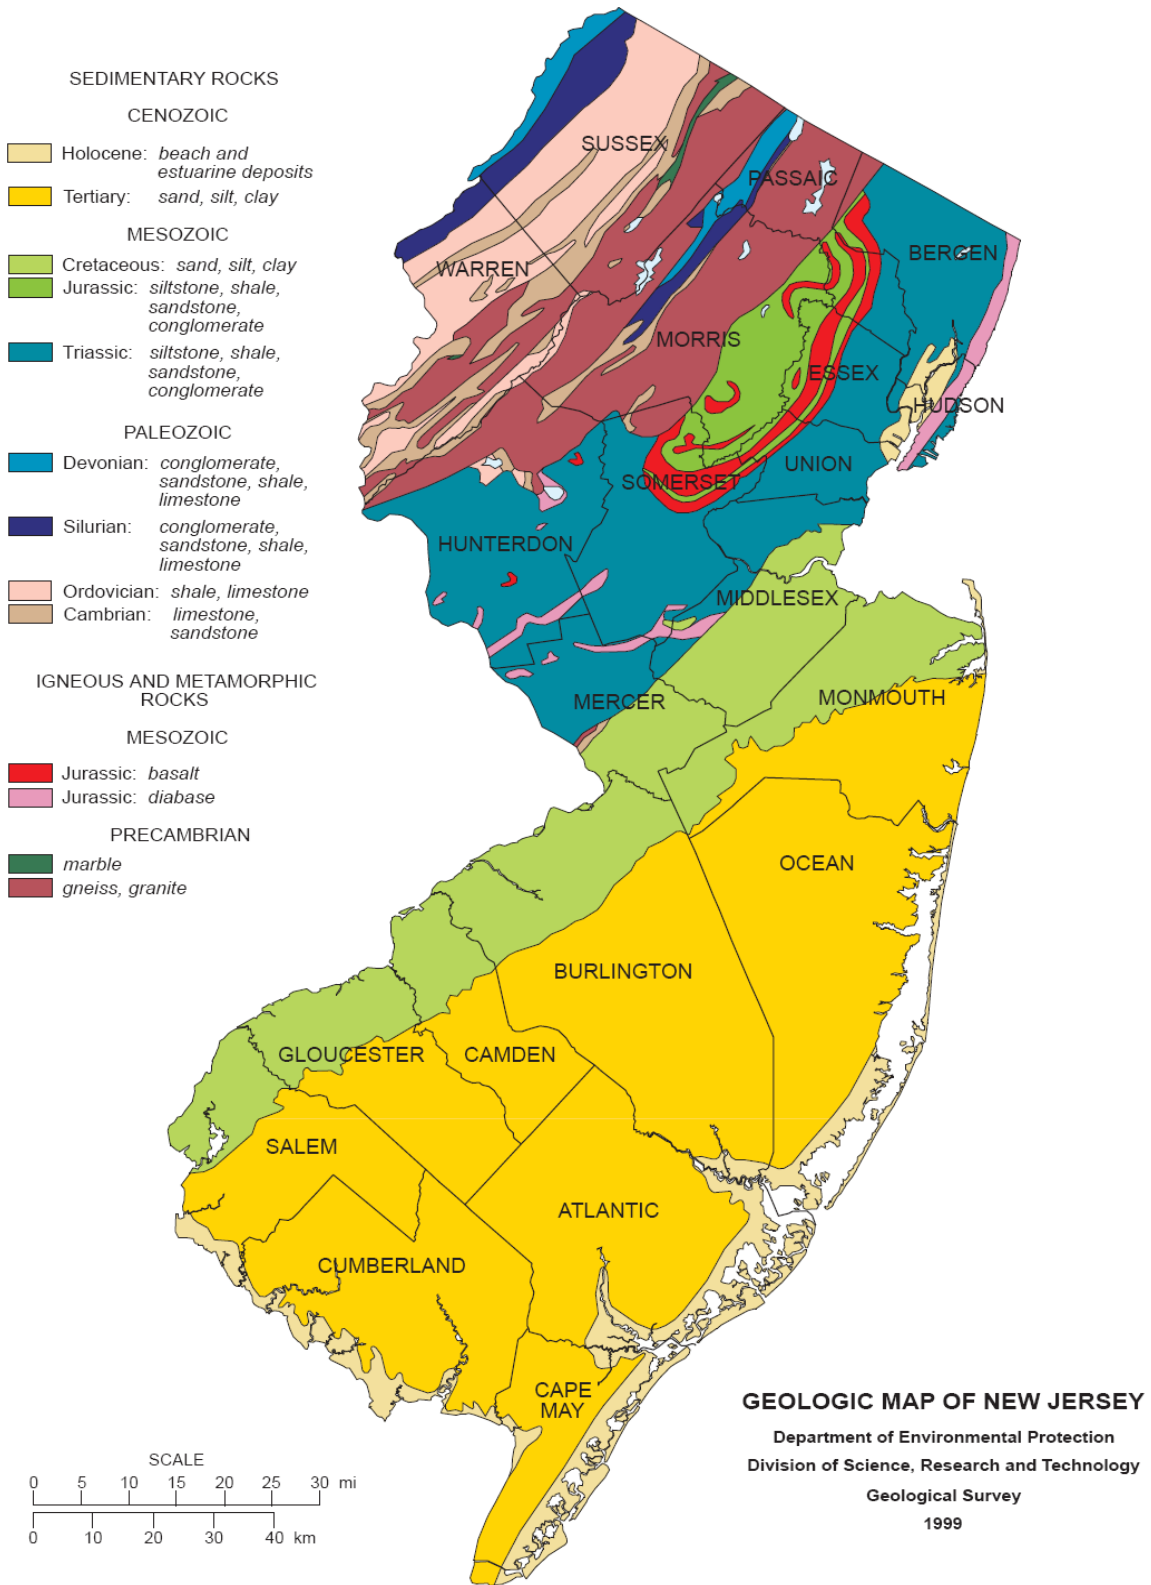 SEDIMENTARY ROCKS
CENOZOIC
Holocene: beach and
estuarine deposits
Tertiary: sand, silt, clay
MESOZOIC
Cretaceous: sand, silt, clay
Jurassic: siltstone, shale,
sandstone,
conglomerate
Triassic: siltstone, shale,
sandstone,
conglomerate
PALEOZOIC
Devonian: conglomerate,
sandstone, shale,
limestone
Silurian: conglomerate,
sandstone, shale,
limestone
Ordovician: shale, limestone
Cambrian: limestone,
sandstone
IGNEOUS AND METAMORPHIC
ROCKS
MESOZOIC
Jurassic: basalt
Jurassic: diabase
PRECAMBRIAN
marble
gneiss, granite
SUSSEX
PASSAIC
BERGEN
WARREN
MORRIS
ESSEX
HUDSON
UNION
SOMERSET
HUNTERDON
MIDDLESEX
MERCER
MONMOUTH
OCEAN
BURLINGTON
GLOUCESTER
CAMDEN
SALEM
ATLANTIC
CUMBERLAND
CAPE
MAY
SCALE
0 5 10 15 20 25 30 mi
0 10 20 30 40 km
GEOLOGIC MAP OF NEW JERSEY
Department of Environmental Protection
Division of Science, Research and Technology
Geological Survey
1999